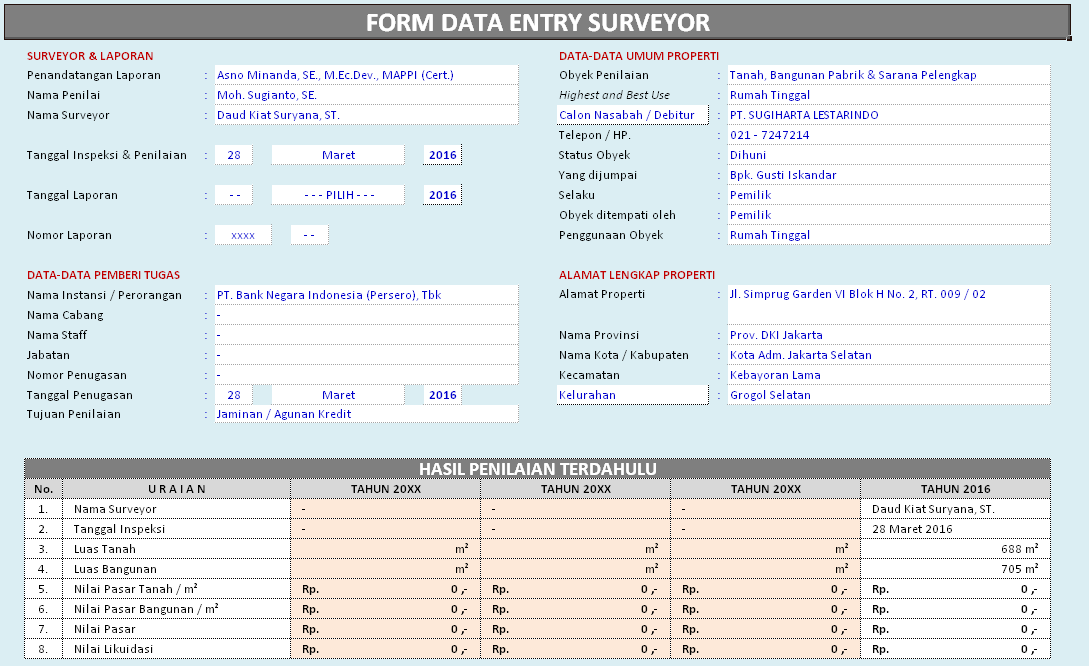 FORM DATA ENTRY SURVEYOR
SURVEYOR & LAPORAN
Penandatangan Laporan : Asno Minanda, SE., M.Ec.Dev., MAPPI (Cert.)
Nama Penilai : Moh. Sugianto, SE.
Nama Surveyor : Daud Kiat Suryana, ST.
Tanggal Inspeksi & Penilaian : 28 Maret 2016
Tanggal Laporan : - - - - - PILIH - - - 2016
Nomor Laporan : xxxx - -
DATA-DATA UMUM PROPERTI
Obyek Penilaian : Tanah, Bangunan Pabrik & Sarana Pelengkap
Highest and Best Use : Rumah Tinggal
Calon Nasabah / Debitur : PT. SUGIHARTA LESTARINDO
Telepon / HP. : 021 - 7247214
Status Obyek : Dihuni
Yang dijumpai : Bpk. Gusti Iskandar
Selaku : Pemilik
Obyek ditempati oleh : Pemilik
Penggunaan Obyek : Rumah Tinggal
DATA-DATA PEMBERI TUGAS
Nama Instansi / Perorangan : PT. Bank Negara Indonesia (Persero), Tbk
Nama Cabang : -
Nama Staff : -
Jabatan : -
Nomor Penugasan : -
Tanggal Penugasan : 28 Maret 2016
Tujuan Penilaian : Jaminan / Agunan Kredit
ALAMAT LENGKAP PROPERTI
Alamat Properti : Jl. Simprug Garden VI Blok H No. 2, RT. 009 / 02
Nama Provinsi : Prov. DKI Jakarta
Nama Kota / Kabupaten : Kota Adm. Jakarta Selatan
Kecamatan : Kebayoran Lama
Kelurahan : Grogol Selatan
HASIL PENILAIAN TERDAHULU
No. U R A I A N TAHUN 20XX TAHUN 20XX TAHUN 20XX TAHUN 2016
1. Nama Surveyor - - - Daud Kiat Suryana, ST.
2. Tanggal Inspeksi - - - 28 Maret 2016
3. Luas Tanah m² m² m² 688 m²
4. Luas Bangunan m² m² m² 705 m²
5. Nilai Pasar Tanah / m² Rp. 0 ,- Rp. 0 ,- Rp. 0 ,- Rp. 0 ,-
6. Nilai Pasar Bangunan / m² Rp. 0 ,- Rp. 0 ,- Rp. 0 ,- Rp. 0 ,-
7. Nilai Pasar Rp. 0 ,- Rp. 0 ,- Rp. 0 ,- Rp. 0 ,-
8. Nilai Likuidasi Rp. 0 ,- Rp. 0 ,- Rp. 0 ,- Rp. 0 ,-